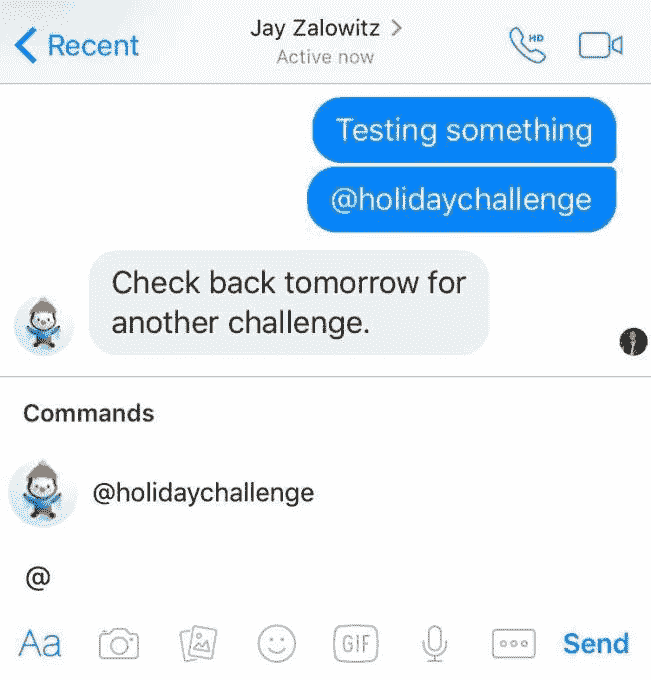 Recent
Jay Zalowitz
Active now
HD
Testing something
@holidaychallenge
Check back tomorrow for
another challenge.
Commands
@holidaychallenge
@
Aa
GIF
Send